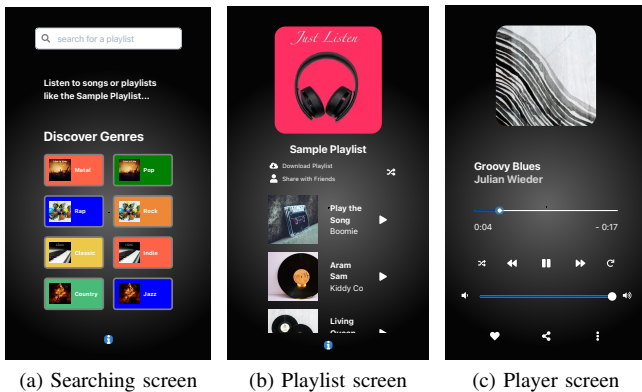 search for a playlist
Listen to songs or playlists
like the Sample Playlist...
Discover Genres
Metal
Pop
Rap
Rock
Classic
Indie
Country
Jazz
(a) Searching screen
Just Listen
Sample Playlist
Download Playlist
Share with Friends
Play the
Song
Boomie
Aram
Sam
Kiddy Co
Living
(b) Playlist screen
Groovy Blues
Julian Wieder
0:04
- 0:17
(c) Player screen